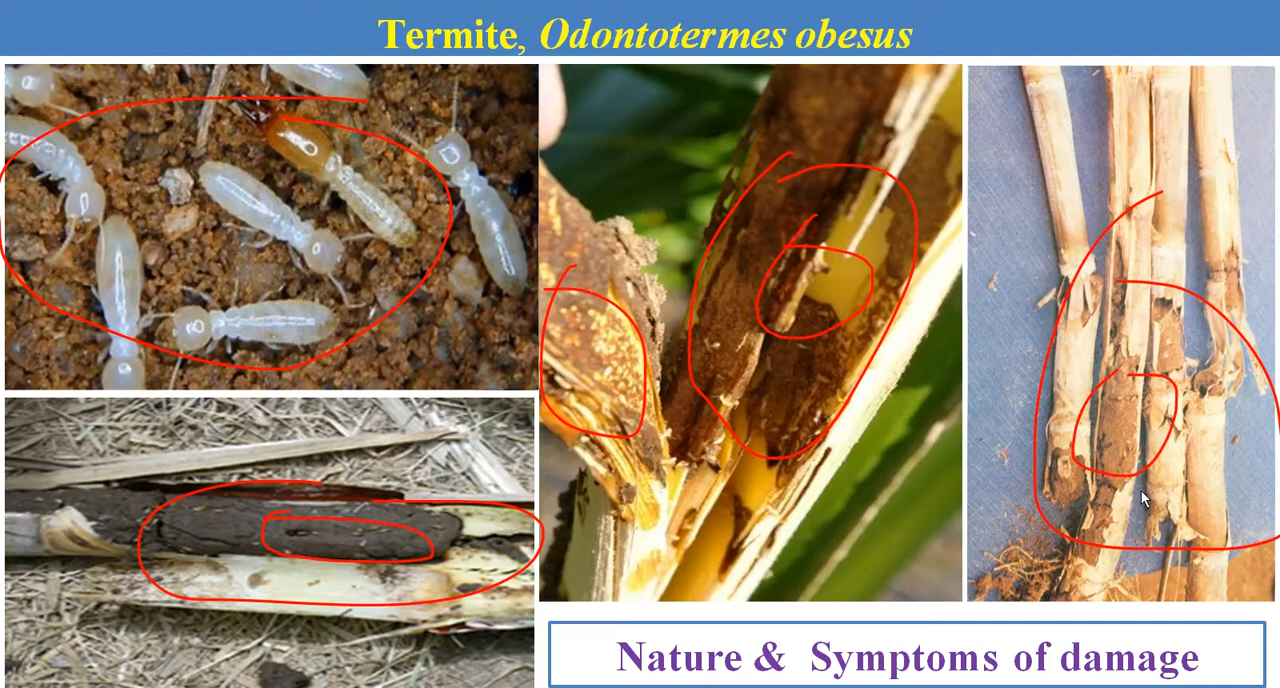 Termite, Odontotermes obesus
Nature & Symptoms of damage